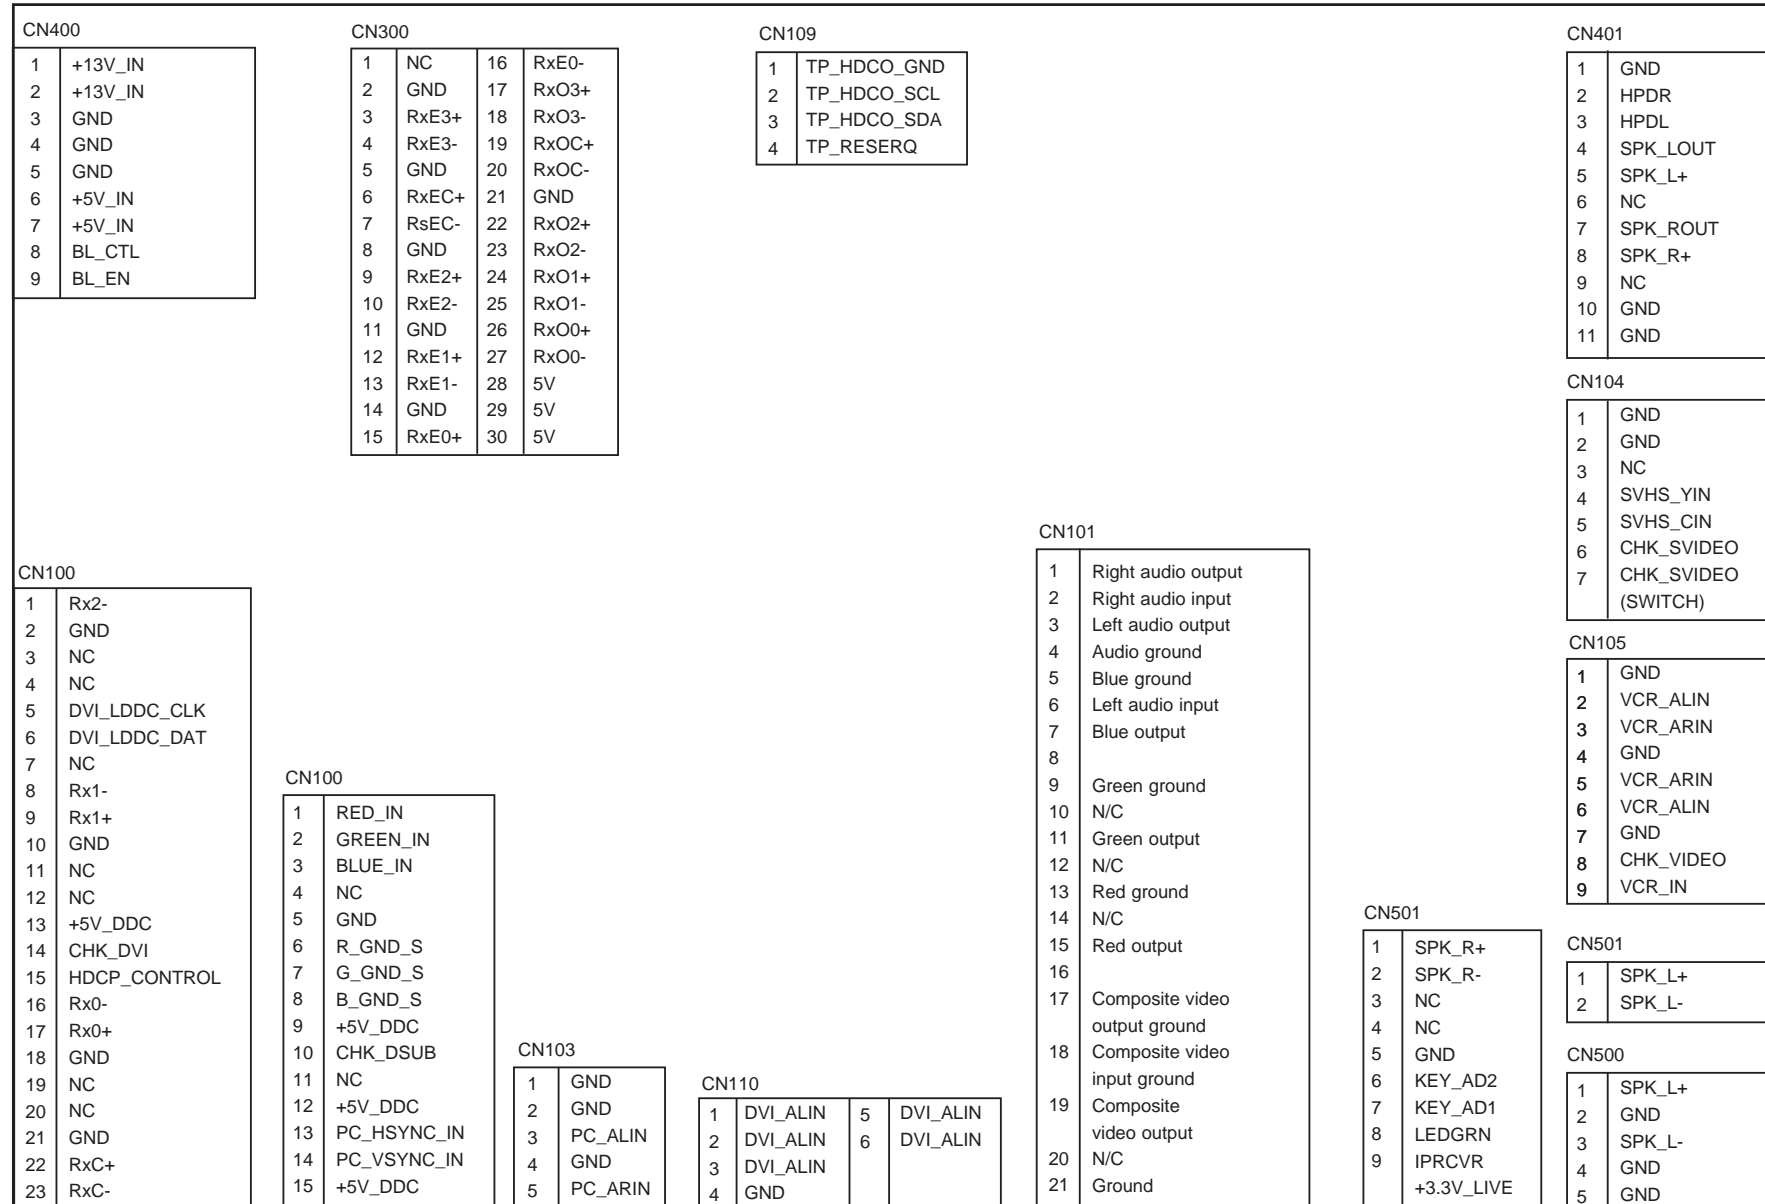 CN400
1 +13V_IN
2 +13V_IN
3 GND
4 GND
5 GND
6 +5V_IN
7 +5V_IN
8 BL_CTL
9 BL_EN
CN300
1 NC 16 RxE0-
2 GND 17 RxO3+
3 RxE3+ 18 RxO3-
4 RxE3- 19 RxOC+
5 GND 20 RxOC-
6 RxEC+ 21 GND
7 RsEC- 22 RxO2+
8 GND 23 RxO2-
9 RxE2+ 24 RxO1+
10 RxE2- 25 RxO1-
11 GND 26 RxO0+
12 RxE1+ 27 RxO0-
13 RxE1- 28 5V
14 GND 29 5V
15 RxE0+ 30 5V
CN109
1 TP_HDCO_GND
2 TP_HDCO_SCL
3 TP_HDCO_SDA
4 TP_RESERQ
CN401
1 GND
2 HPDR
3 HPDL
4 SPK_LOUT
5 SPK_L+
6 NC
7 SPK_ROUT
8 SPK_R+
9 NC
10 GND
11 GND
CN104
1 GND
2 GND
3 NC
4 SVHS_YIN
5 SVHS_CIN
6 CHK_SVIDEO
7 CHK_SVIDEO
(SWITCH)
CN100
1 Rx2-
2 GND
3 NC
4 NC
5 DVI_LDDC_CLK
6 DVI_LDDC_DAT
7 NC
8 Rx1-
9 Rx1+
10 GND
11 NC
12 NC
13 +5V_DDC
14 CHK_DVI
15 HDCP_CONTROL
16 Rx0-
17 Rx0+
18 GND
19 NC
20 NC
21 GND
22 RxC+
23 RxC-
CN100
1 RED_IN
2 GREEN_IN
3 BLUE_IN
4 NC
5 GND
6 R_GND_S
7 G_GND_S
8 B_GND_S
9 +5V_DDC
10 CHK_DSUB
11 NC
12 +5V_DDC
13 PC_HSYNC_IN
14 PC_VSYNC_IN
15 +5V_DDC
CN103
1 GND
2 GND
3 PC_ALIN
4 GND
5 PC_ARIN
CN110
1 DVI_ALIN 5 DVI_ALIN
2 DVI_ALIN 6 DVI_ALIN
3 DVI_ALIN
4 GND
CN101
1 Right audio output
2 Right audio input
3 Left audio output
4 Audio ground
5 Blue ground
6 Left audio input
7 Blue output
8
9 Green ground
10 N/C
11 Green output
12 N/C
13 Red ground
14 N/C
15 Red output
16
17 Composite video
output ground
18 Composite video
input ground
19 Composite
video output
20 N/C
21 Ground
CN105
1 GND
2 VCR_ALIN
3 VCR_ARIN
4 GND
5 VCR_ARIN
6 VCR_ALIN
7 GND
8 CHK_VIDEO
9 VCR_IN
CN501
1 SPK_R+
2 SPK_R-
3 NC
4 NC
5 GND
6 KEY_AD2
7 KEY_AD1
8 LEDGRN
9 IPRCVR
+3.3V_LIVE
CN501
1 SPK_L+
2 SPK_L-
CN500
1 SPK_L+
2 GND
3 SPK_L-
4 GND
5 GND